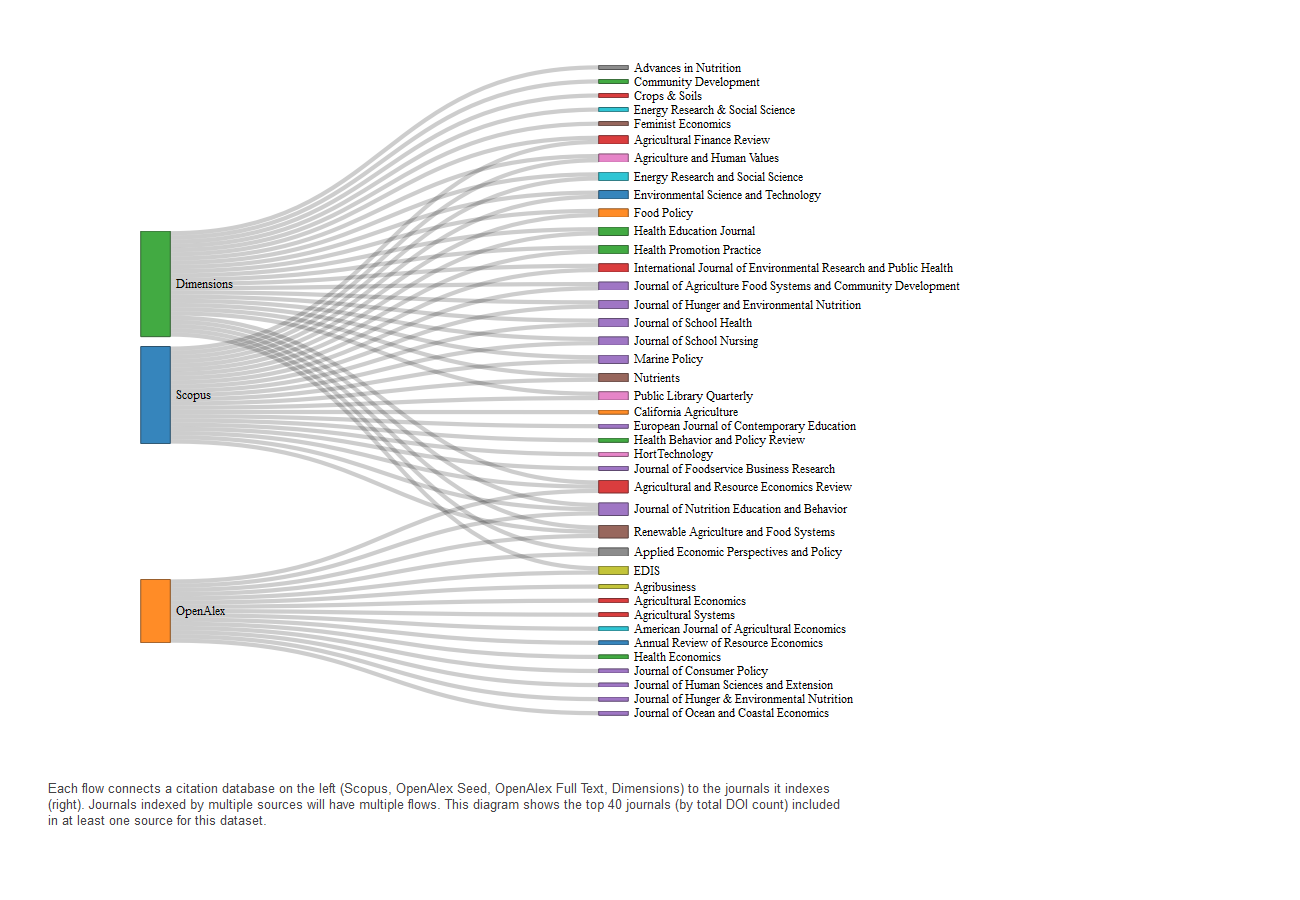 Dimensions
Scopus
OpenAlex
Advances in Nutrition
Community Development
Crops & Soils
Energy Research & Social Science
Feminist Economics
Agricultural Finance Review
Agriculture and Human Values
Energy Research and Social Science
Environmental Science and Technology
Food Policy
Health Education Journal
Health Promotion Practice
International Journal of Environmental Research and Public Health
Journal of Agriculture Food Systems and Community Development
Journal of Hunger and Environmental Nutrition
Journal of School Health
Journal of School Nursing
Marine Policy
Nutrients
Public Library Quarterly
California Agriculture
European Journal of Contemporary Education
Health Behavior and Policy Review
HortTechnology
Journal of Foodservice Business Research
Agricultural and Resource Economics Review
Journal of Nutrition Education and Behavior
Renewable Agriculture and Food Systems
Applied Economic Perspectives and Policy
EDIS
Agribusiness
Agricultural Economics
Agricultural Systems
American Journal of Agricultural Economics
Annual Review of Resource Economics
Health Economics
Journal of Consumer Policy
Journal of Human Sciences and Extension
Journal of Hunger & Environmental Nutrition
Journal of Ocean and Coastal Economics
Each flow connects a citation database on the left (Scopus, OpenAlex Seed, OpenAlex Full Text, Dimensions) to the journals it indexes
(right). Journals indexed by multiple sources will have multiple flows. This diagram shows the top 40 journals (by total DOI count) included
in at least one source for this dataset.